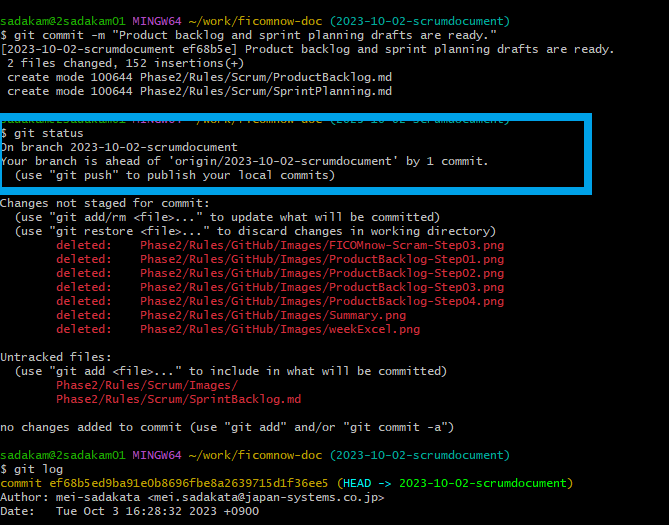 sadakam@2sadakam01 MINGW64 ~/work/ficomnow-doc (2023-10-02-scrumdocument)
$ git commit -m "Product backlog and sprint planning drafts are ready."
[2023-10-02-scrumdocument ef68b5e] Product backlog and sprint planning drafts are ready.
 2 files changed, 152 insertions(+)
 create mode 100644 Phase2/Rules/Scrum/ProductBacklog.md
 create mode 100644 Phase2/Rules/Scrum/SprintPlanning.md
sadakam@2sadakam01 MINGW64 ~/work/ficomnow-doc (2023-10-02-scrumdocument)
$ git status
On branch 2023-10-02-scrumdocument
Your branch is ahead of 'origin/2023-10-02-scrumdocument' by 1 commit.
  (use "git push" to publish your local commits)
Changes not staged for commit:
  (use "git add/rm <file>..." to update what will be committed)
  (use "git restore <file>..." to discard changes in working directory)
        deleted:    Phase2/Rules/GitHub/Images/FICOMnow-Scram-Step03.png
        deleted:    Phase2/Rules/GitHub/Images/ProductBacklog-Step01.png
        deleted:    Phase2/Rules/GitHub/Images/ProductBacklog-Step02.png
        deleted:    Phase2/Rules/GitHub/Images/ProductBacklog-Step03.png
        deleted:    Phase2/Rules/GitHub/Images/ProductBacklog-Step04.png
        deleted:    Phase2/Rules/GitHub/Images/Summary.png
        deleted:    Phase2/Rules/GitHub/Images/weekExcel.png
Untracked files:
  (use "git add <file>..." to include in what will be committed)
        Phase2/Rules/Scrum/Images/
        Phase2/Rules/Scrum/SprintBacklog.md
no changes added to commit (use "git add" and/or "git commit -a")
sadakam@2sadakam01 MINGW64 ~/work/ficomnow-doc (2023-10-02-scrumdocument)
$ git log
commit ef68b5ed9ba91e0b8696fbe8a2639715d1f36ee5 (HEAD -> 2023-10-02-scrumdocument)
Author: mei-sadakata <mei.sadakata@japan-systems.co.jp>
Date:   Tue Oct 3 16:28:32 2023 +0900